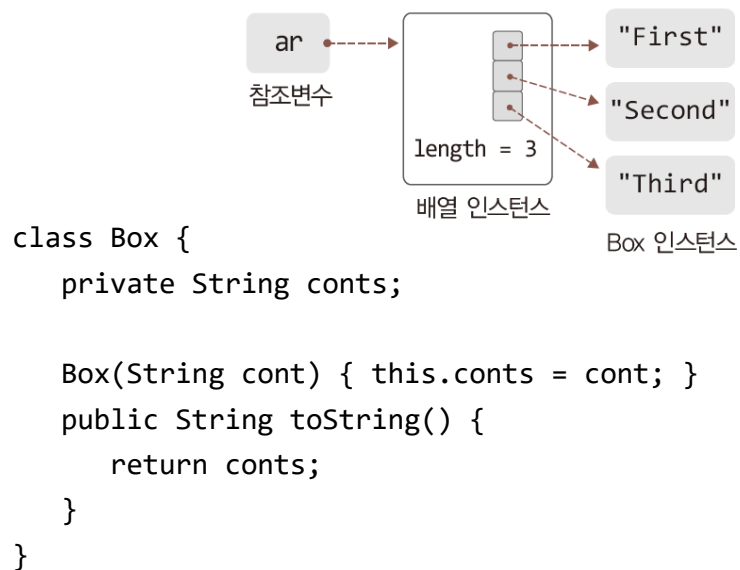 ar
참조변수
length = 3
배열 인스턴스
"First"
"Second"
"Third"
Box 인스턴스
class Box {
   private String conts;

   Box(String cont) { this.conts = cont; }
   public String toString() {
      return conts;
   }
}